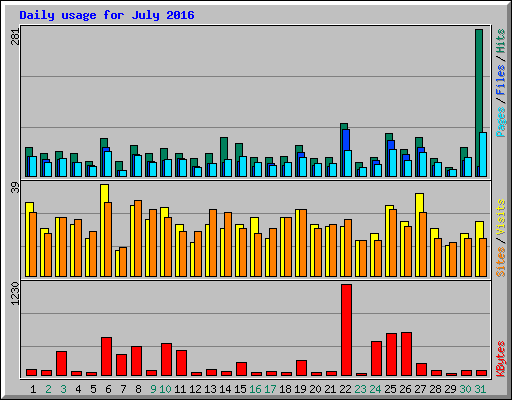 Daily usage for July 2016
281
Pages / Files / Hits
39
Sites / Visits
1230
KBytes
1 2 3 4 5 6 7 8 9 10 11 12 13 14 15 16 17 18 19 20 21 22 23 24 25 26 27 28 29 30 31